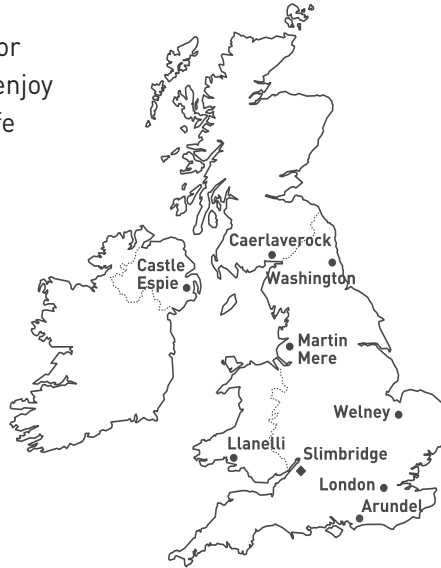 or
enjoy
fe
Caerlaverock
Washington
Castle
Espie
Martin
Mere
Welney
Llanelli
Slimbridge
London
Arundel